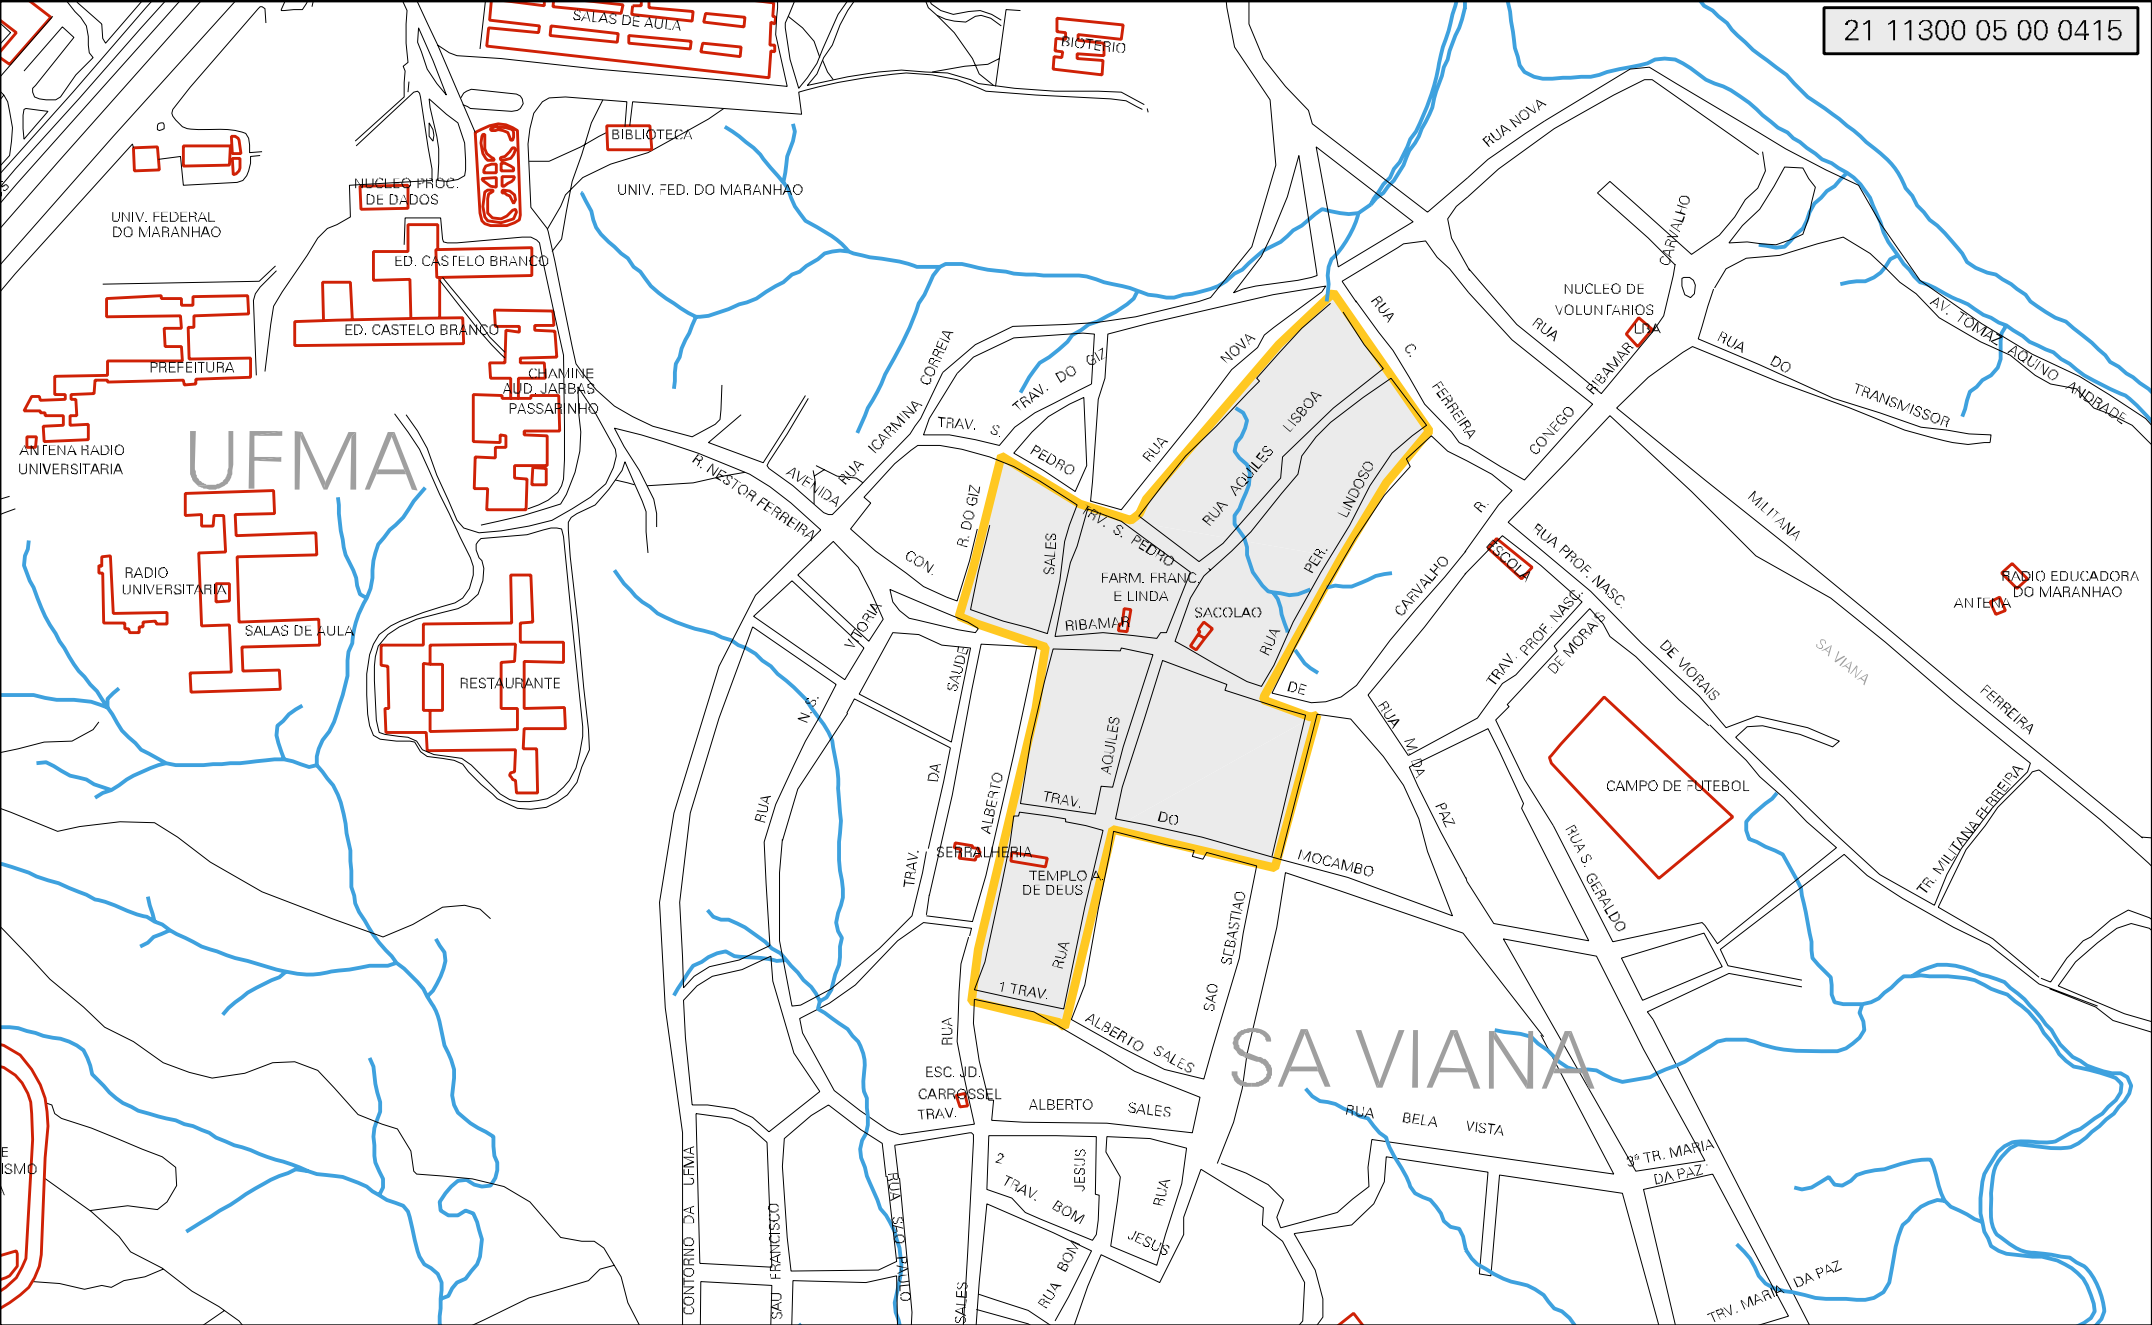 21 11300 05 00 0415
SALAS DE AULA
BIOTERIO
BIBLIOTECA
RUA NOVA
NUCLEO PROC.
DE DADOS
UNIV. FED. DO MARANHAO
UNIV. FEDERAL
DO MARANHAO
CARVALHO
ED. CASTELO BRANCO
ED. CASTELO BRANCO
NUCLEO DE
VOLUNTARIOS
LBA
RUA
C.
FERREIRA
RUA
RIBAMAR
CONEGO
R.
CARVALHO
DE
AV. TOMAZ AQUINO ANDRADE
RUA DO
TRANSMISSOR
PREFEITURA
CHAMINE
AUD. JARBAS
PASSARINHO
ANTENA RADIO
UNIVERSITARIA
UFMA
R. NESTOR FERREIRA
AVENIDA
RUA ICARMINA CORREIA
TRAV. S.
PEDRO
TRAV. DO GIZ
RUA
NOVA
RUA AQUILES LISBOA
RUA PER. LINDOSO
R. DO GIZ
SALES
TRV. S. PEDRO
CON.
RIBAMAR
FARM. FRANC.
E LINDA
SACOLAO
MILITANA
FERREIRA
RUA PROF. NASC.
DE MORAIS
ESCOLA
TRAV. PROF. NASC.
DE MORAIS
RADIO EDUCADORA
DO MARANHAO
ANTENA
SA VIANA
RADIO
UNIVERSITARIA
SALAS DE AULA
RESTAURANTE
RUA
N. S.
VITORIA
TRAV.
DA
SAUDE
ALBERTO
AQUILES
TRAV.
DO
MOCAMBO
RUA M DA
PAZ
CAMPO DE FUTEBOL
RUA S. GERALDO
TR. MILITANA FERREIRA
SERRALHERIA
TEMPLO A.
DE DEUS
RUA
1 TRAV.
ALBERTO SALES
SAO
SEBASTIAO
SA VIANA
RUA
ESC. JD.
CARROSSEL
TRAV.
ALBERTO
SALES
RUA BELA VISTA
3ª TR. MARIA
DA PAZ
2
TRAV.
BOM
JESUS
RUA
JESUS
RUA BOM
CONTORNO DA UFMA
SAU FRANCISCO
RUA SAO PAULO
SALES
TRV. MARIA DA PAZ
E
ISMO